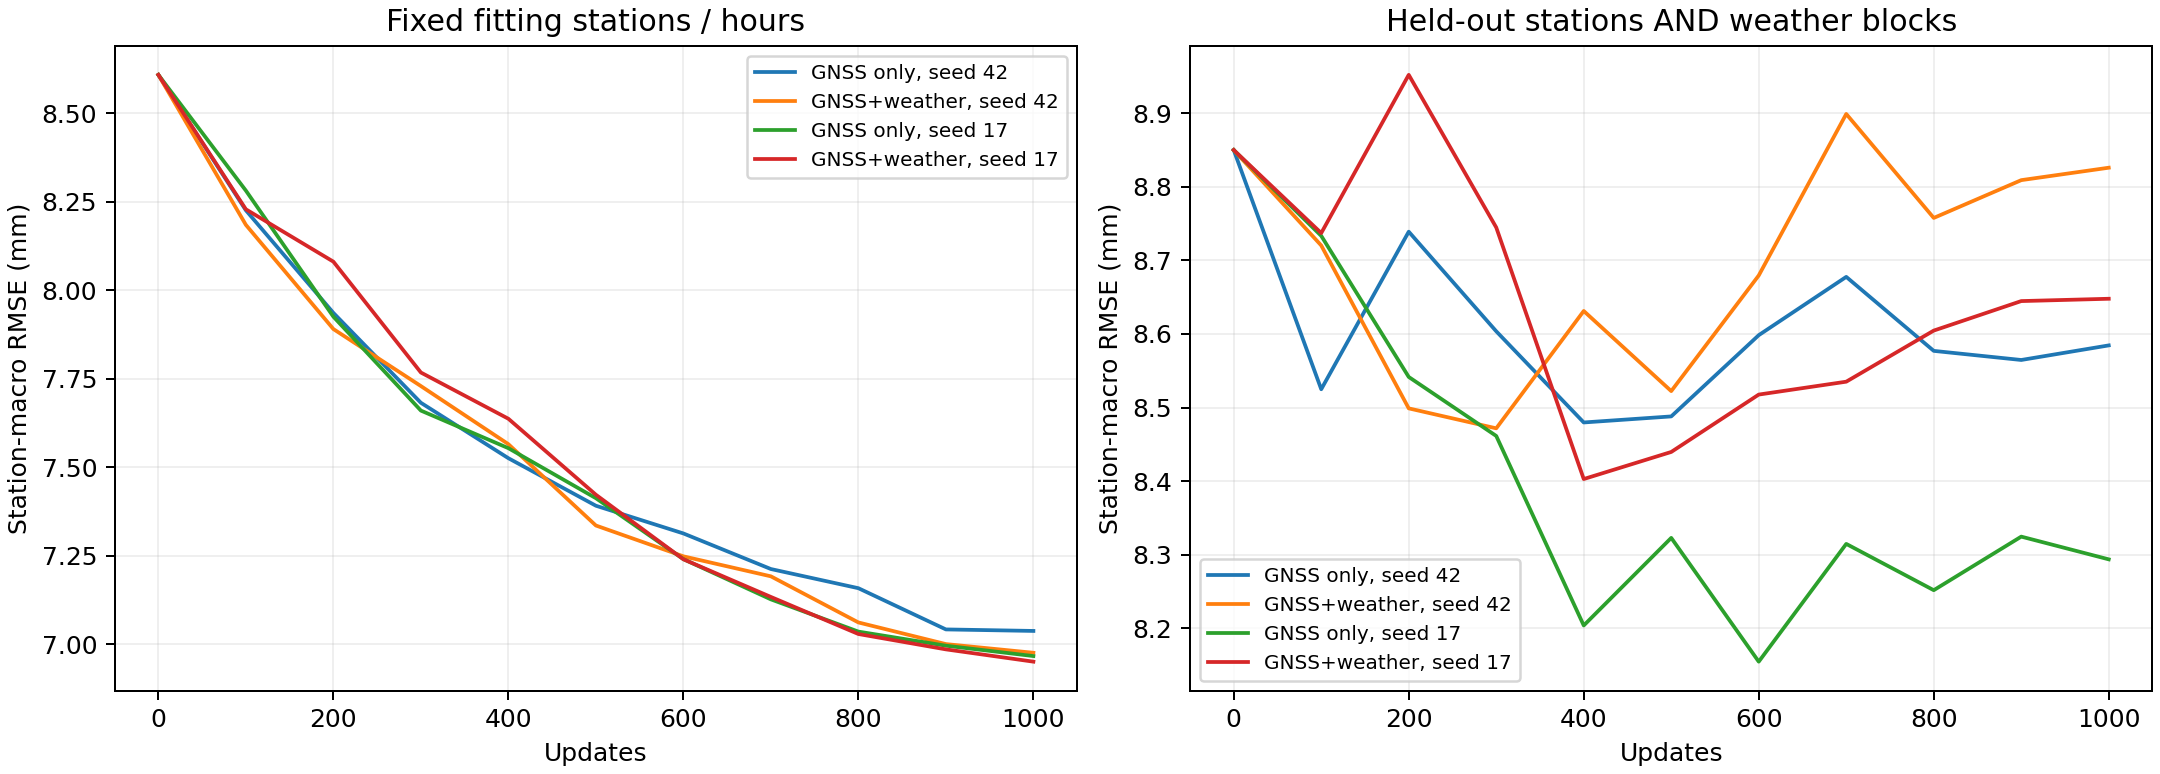 Fixed fitting stations / hours
Station-macro RMSE (mm)
8.50
8.25
8.00
7.75
7.50
7.25
7.00
GNSS only, seed 42
GNSS+weather, seed 42
GNSS only, seed 17
GNSS+weather, seed 17
0 200 400 600 800 1000
Updates
Held-out stations AND weather blocks
Station-macro RMSE (mm)
8.9
8.8
8.7
8.6
8.5
8.4
8.3
8.2
GNSS only, seed 42
GNSS+weather, seed 42
GNSS only, seed 17
GNSS+weather, seed 17
0 200 400 600 800 1000
Updates